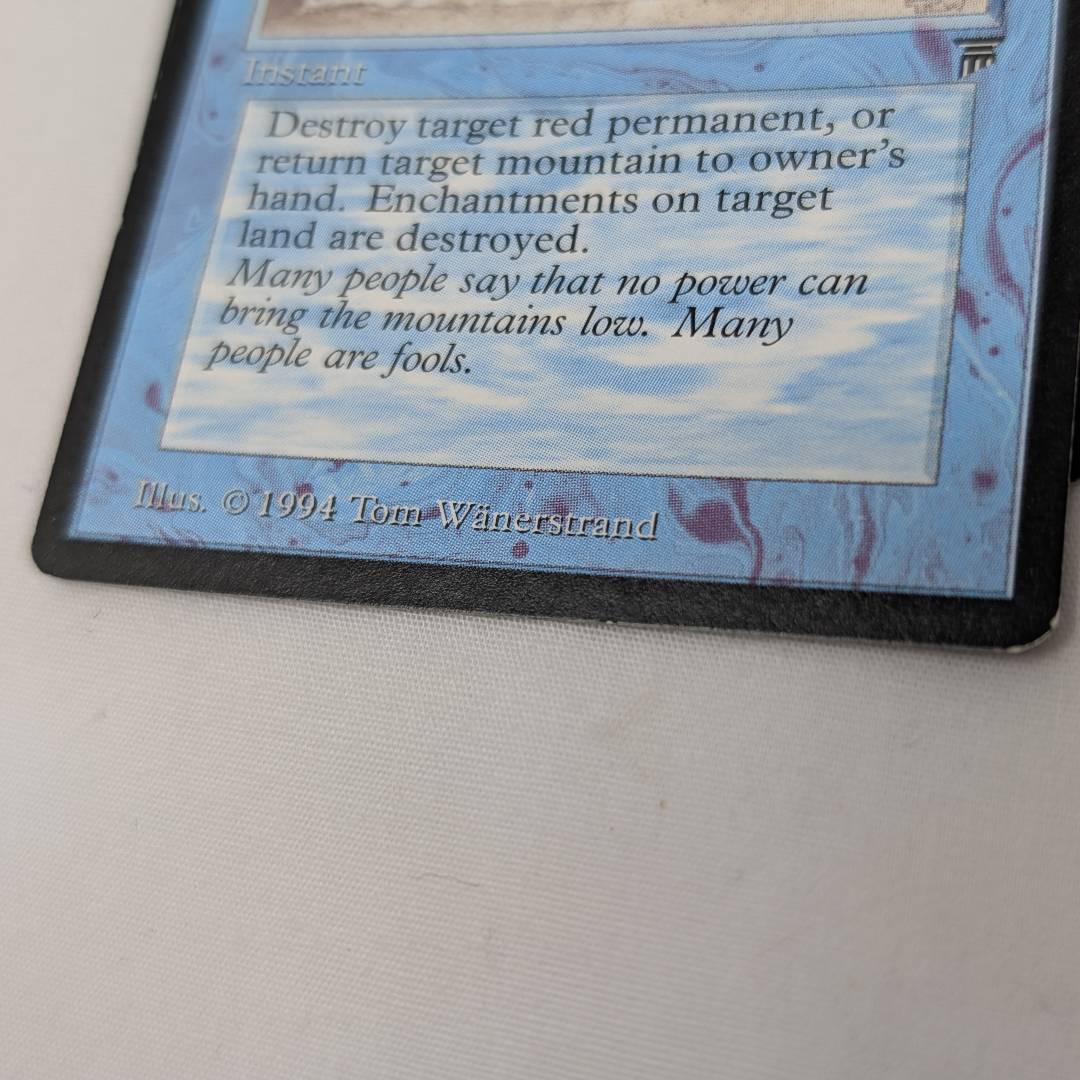 Instant
Destroy target red permanent, or
return target mountain to owner's
hand. Enchantments on target
land are destroyed.
Many people say that no power can
bring the mountains low. Many
people are fools.
Illus. © 1994 Tom Wänerstrand